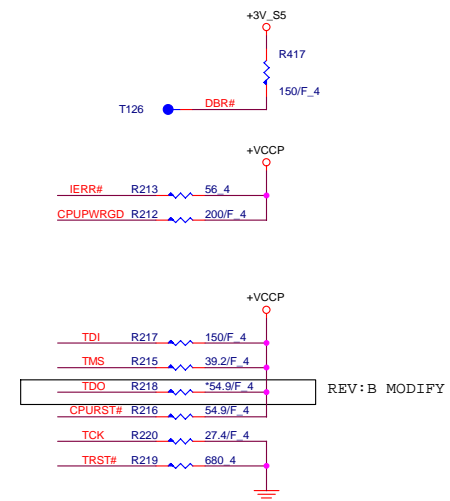 +3V_S5
R417
150/F_4
T126
DBR#
+VCCP
IERR# R213 56_4
CPUPWRGD R212 200/F_4
+VCCP
TDI R217 150/F_4
TMS R215 39.2/F_4
TDO R218 *54.9/F_4
REV:B MODIFY
CPURST# R216 54.9/F_4
TCK R220 27.4/F_4
TRST# R219 680_4